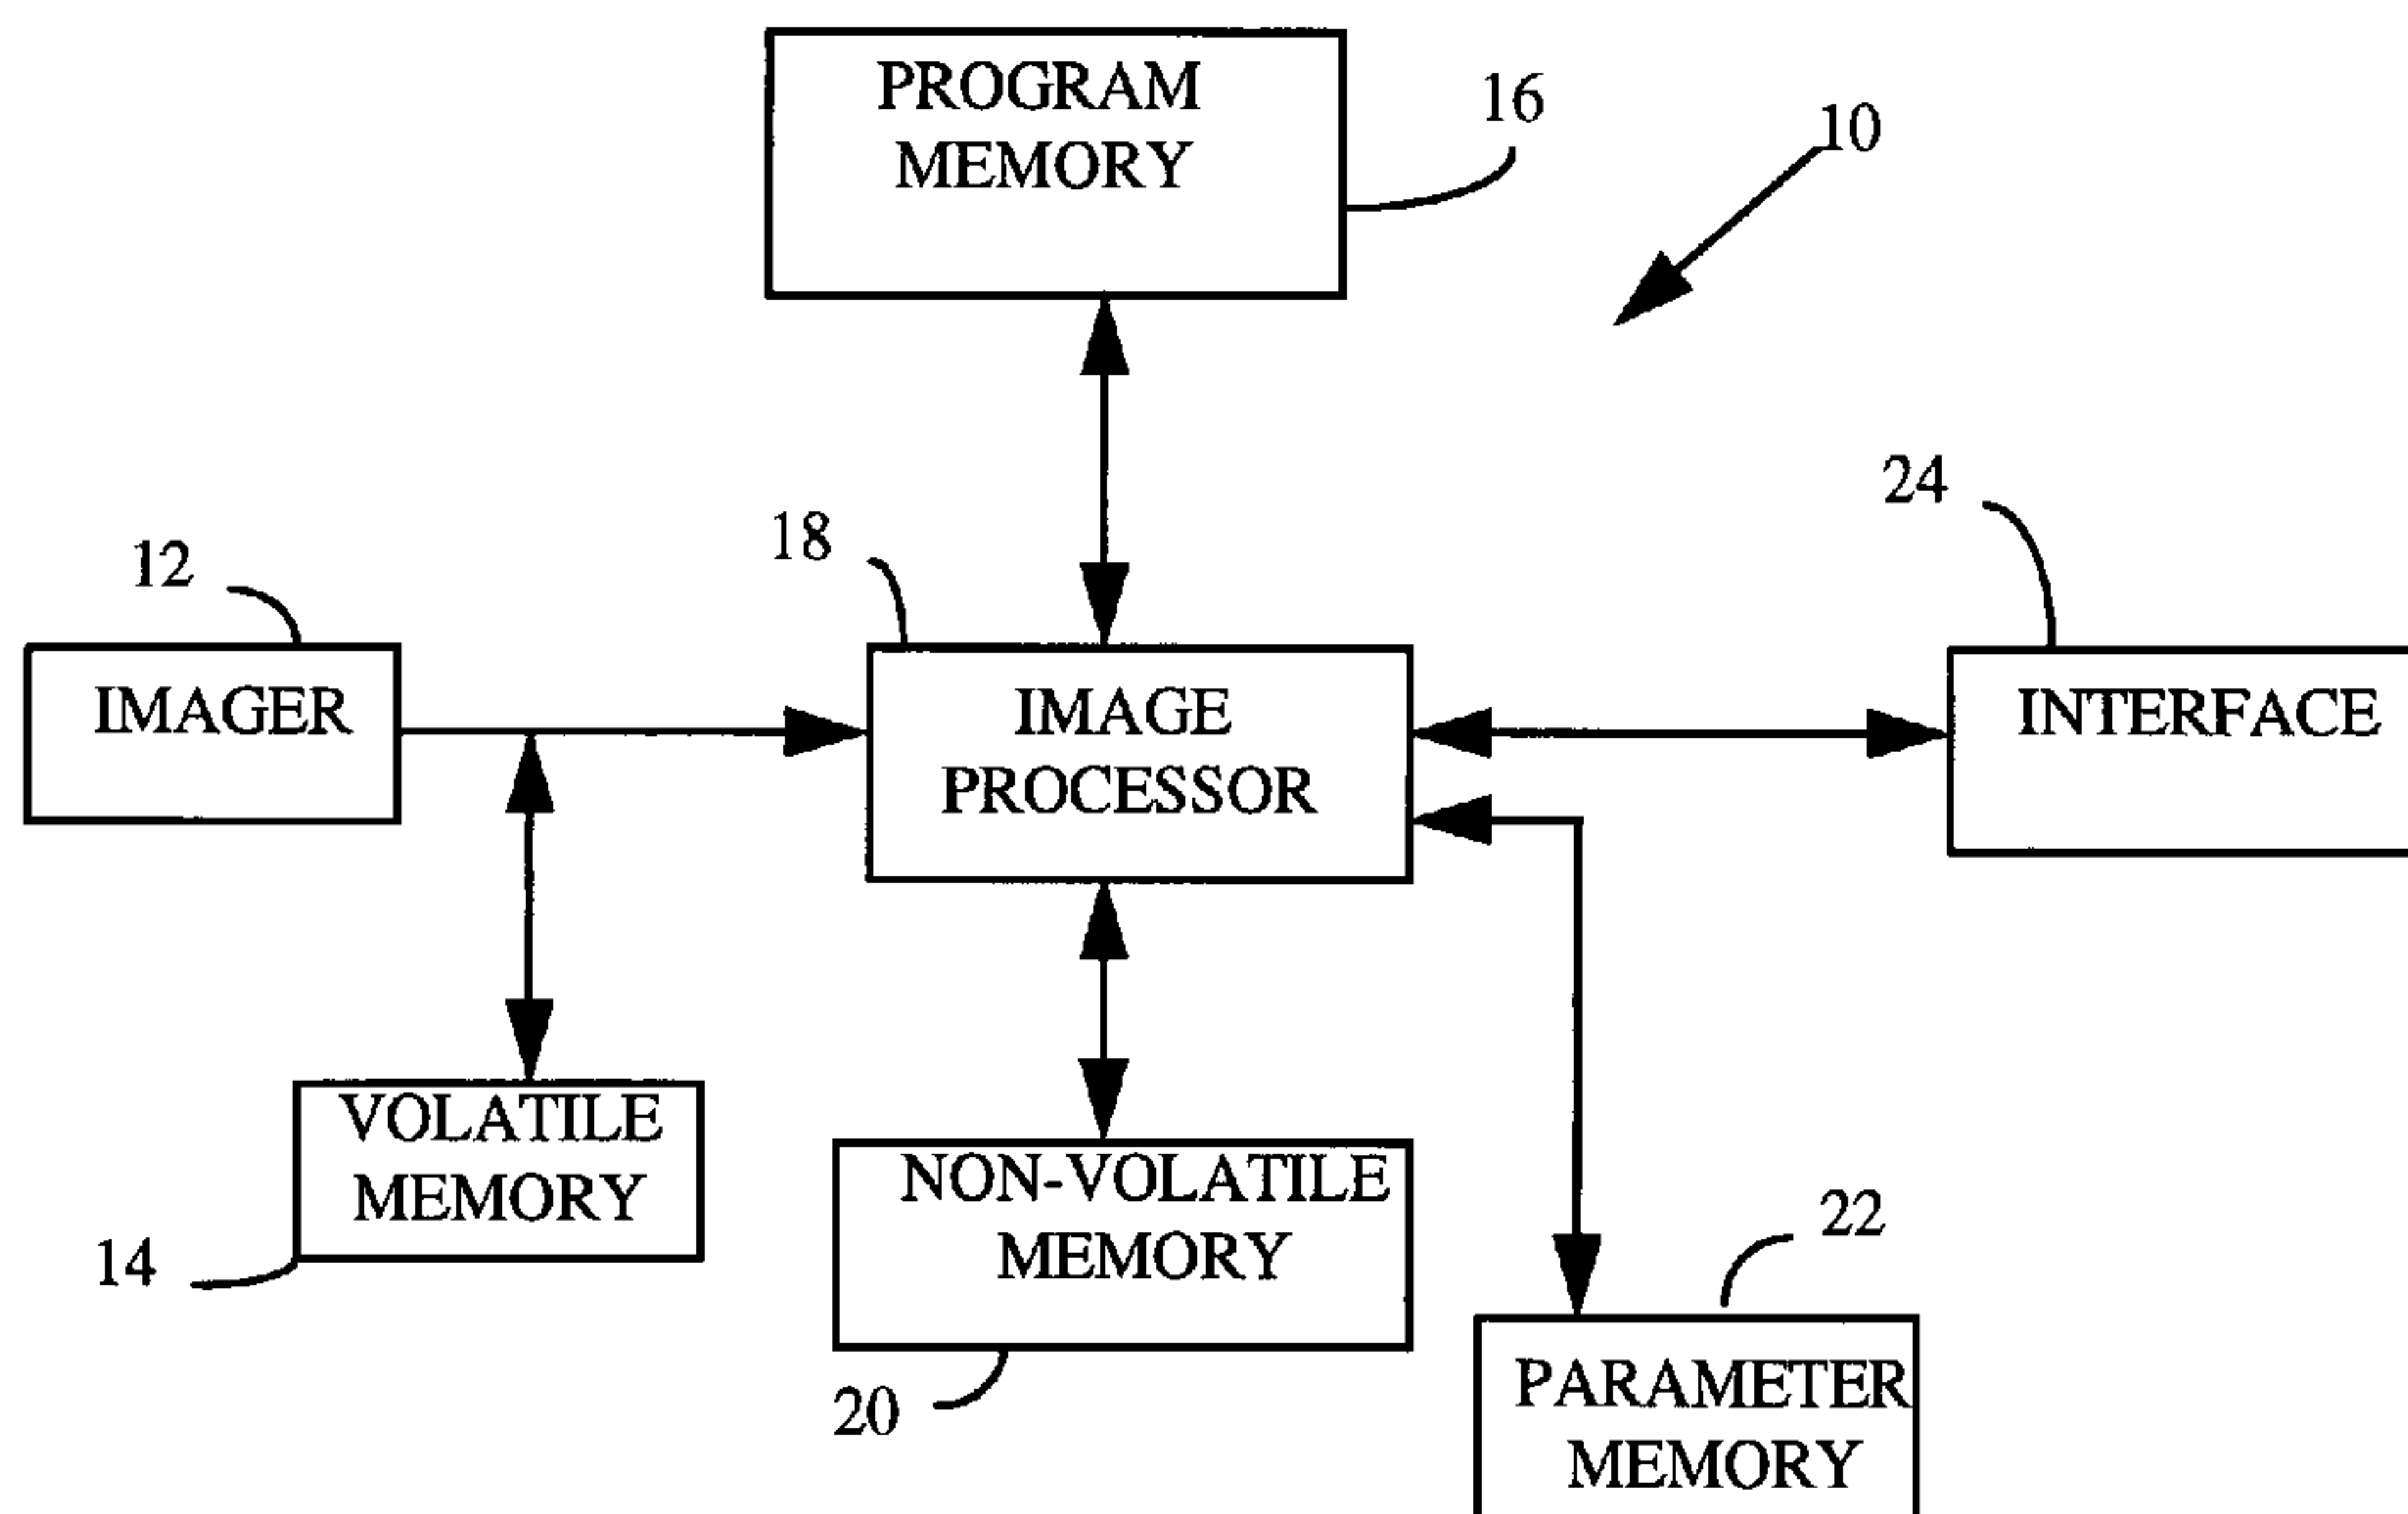 PROGRAM
MEMORY
16
10
24
18
12
IMAGER
IMAGE
PROCESSOR
INTERFACE
VOLATILE
MEMORY
14
NON-VOLATILE
MEMORY
20
22
PARAMETER
MEMORY